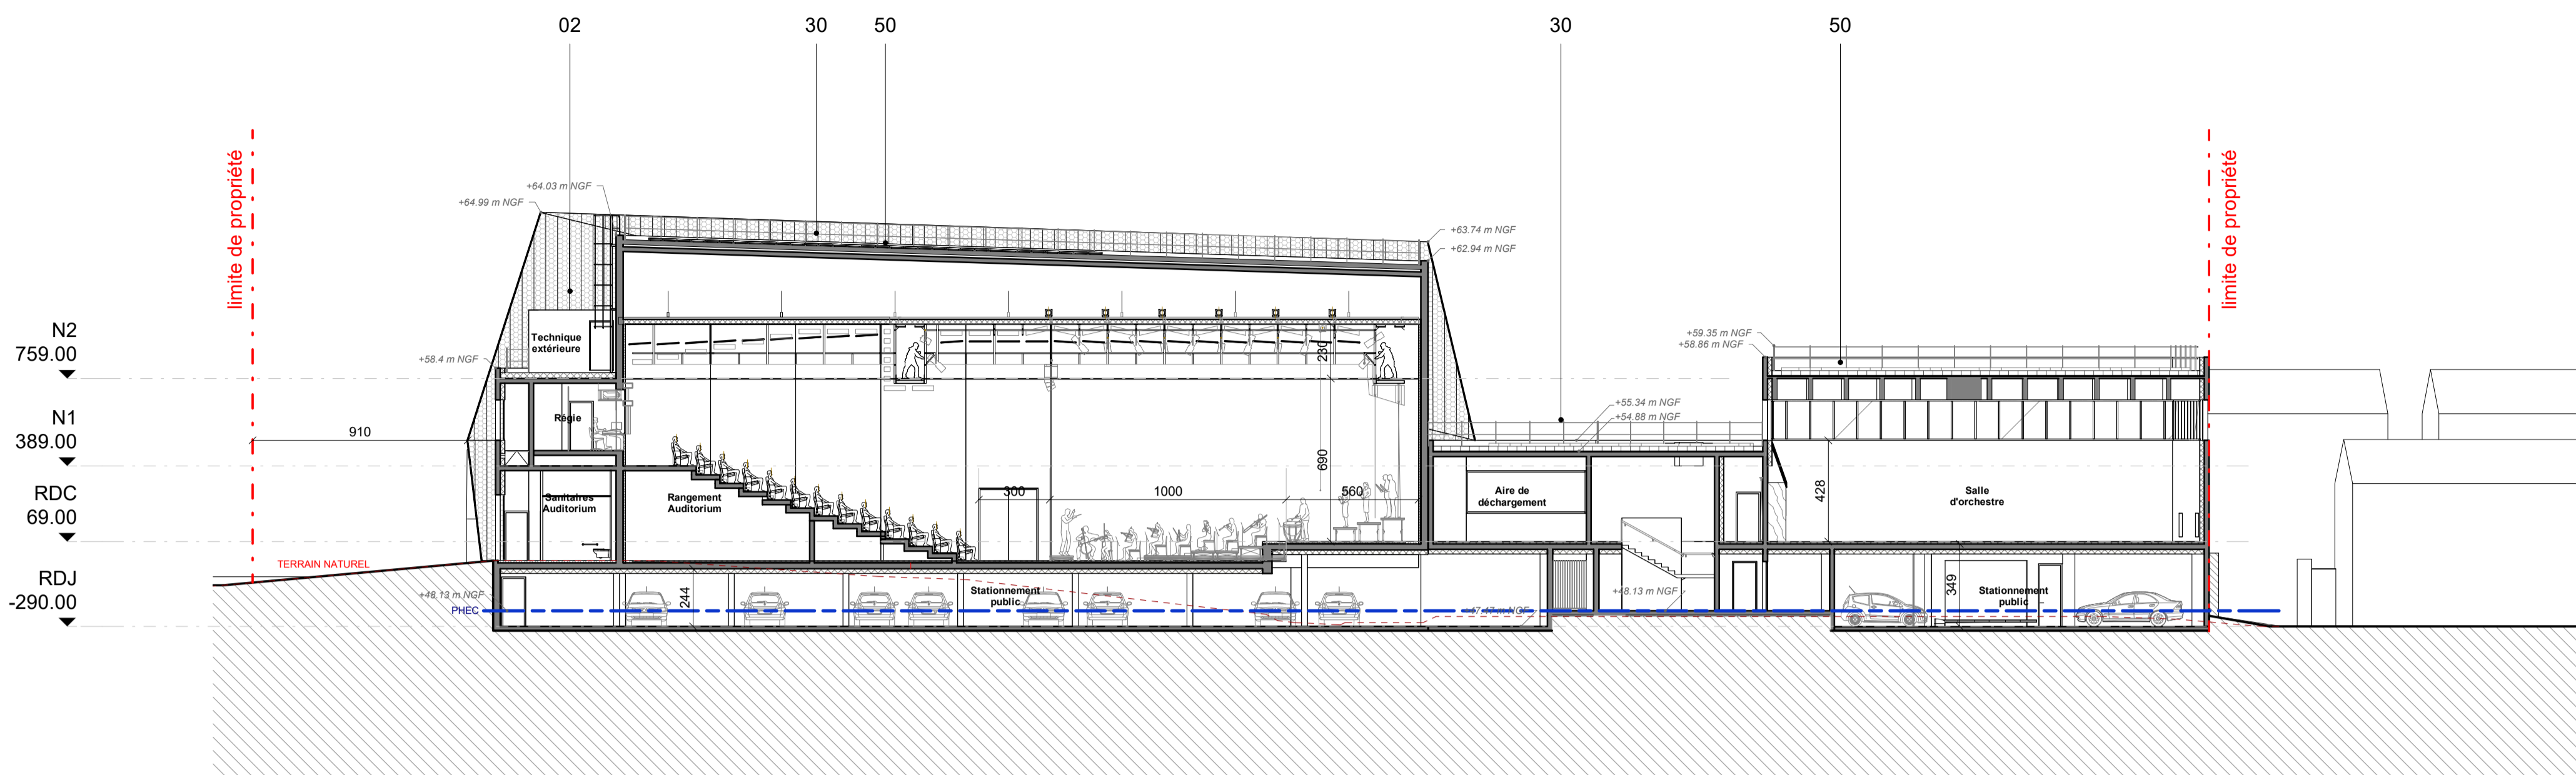 02
30
50
30
50
limite de propriété
limite de propriété
+64.03 m NGF
+64.99 m NGF
+63.74 m NGF
+62.94 m NGF
N2
759.00
Technique
extérieure
+58.4 m NGF
230
+59.35 m NGF
+58.86 m NGF
N1
389.00
910
Régie
+55.34 m NGF
+54.88 m NGF
690
RDC
69.00
Sanitaires
Auditorium
Rangement
Auditorium
300
1000
560
Aire de
déchargement
428
Salle
d'orchestre
TERRAIN NATUREL
RDJ
-290.00
+48.13 m NGF
PHEC
244
Stationnement
public
+47.47 m NGF
+48.13 m NGF
349
Stationnement
public